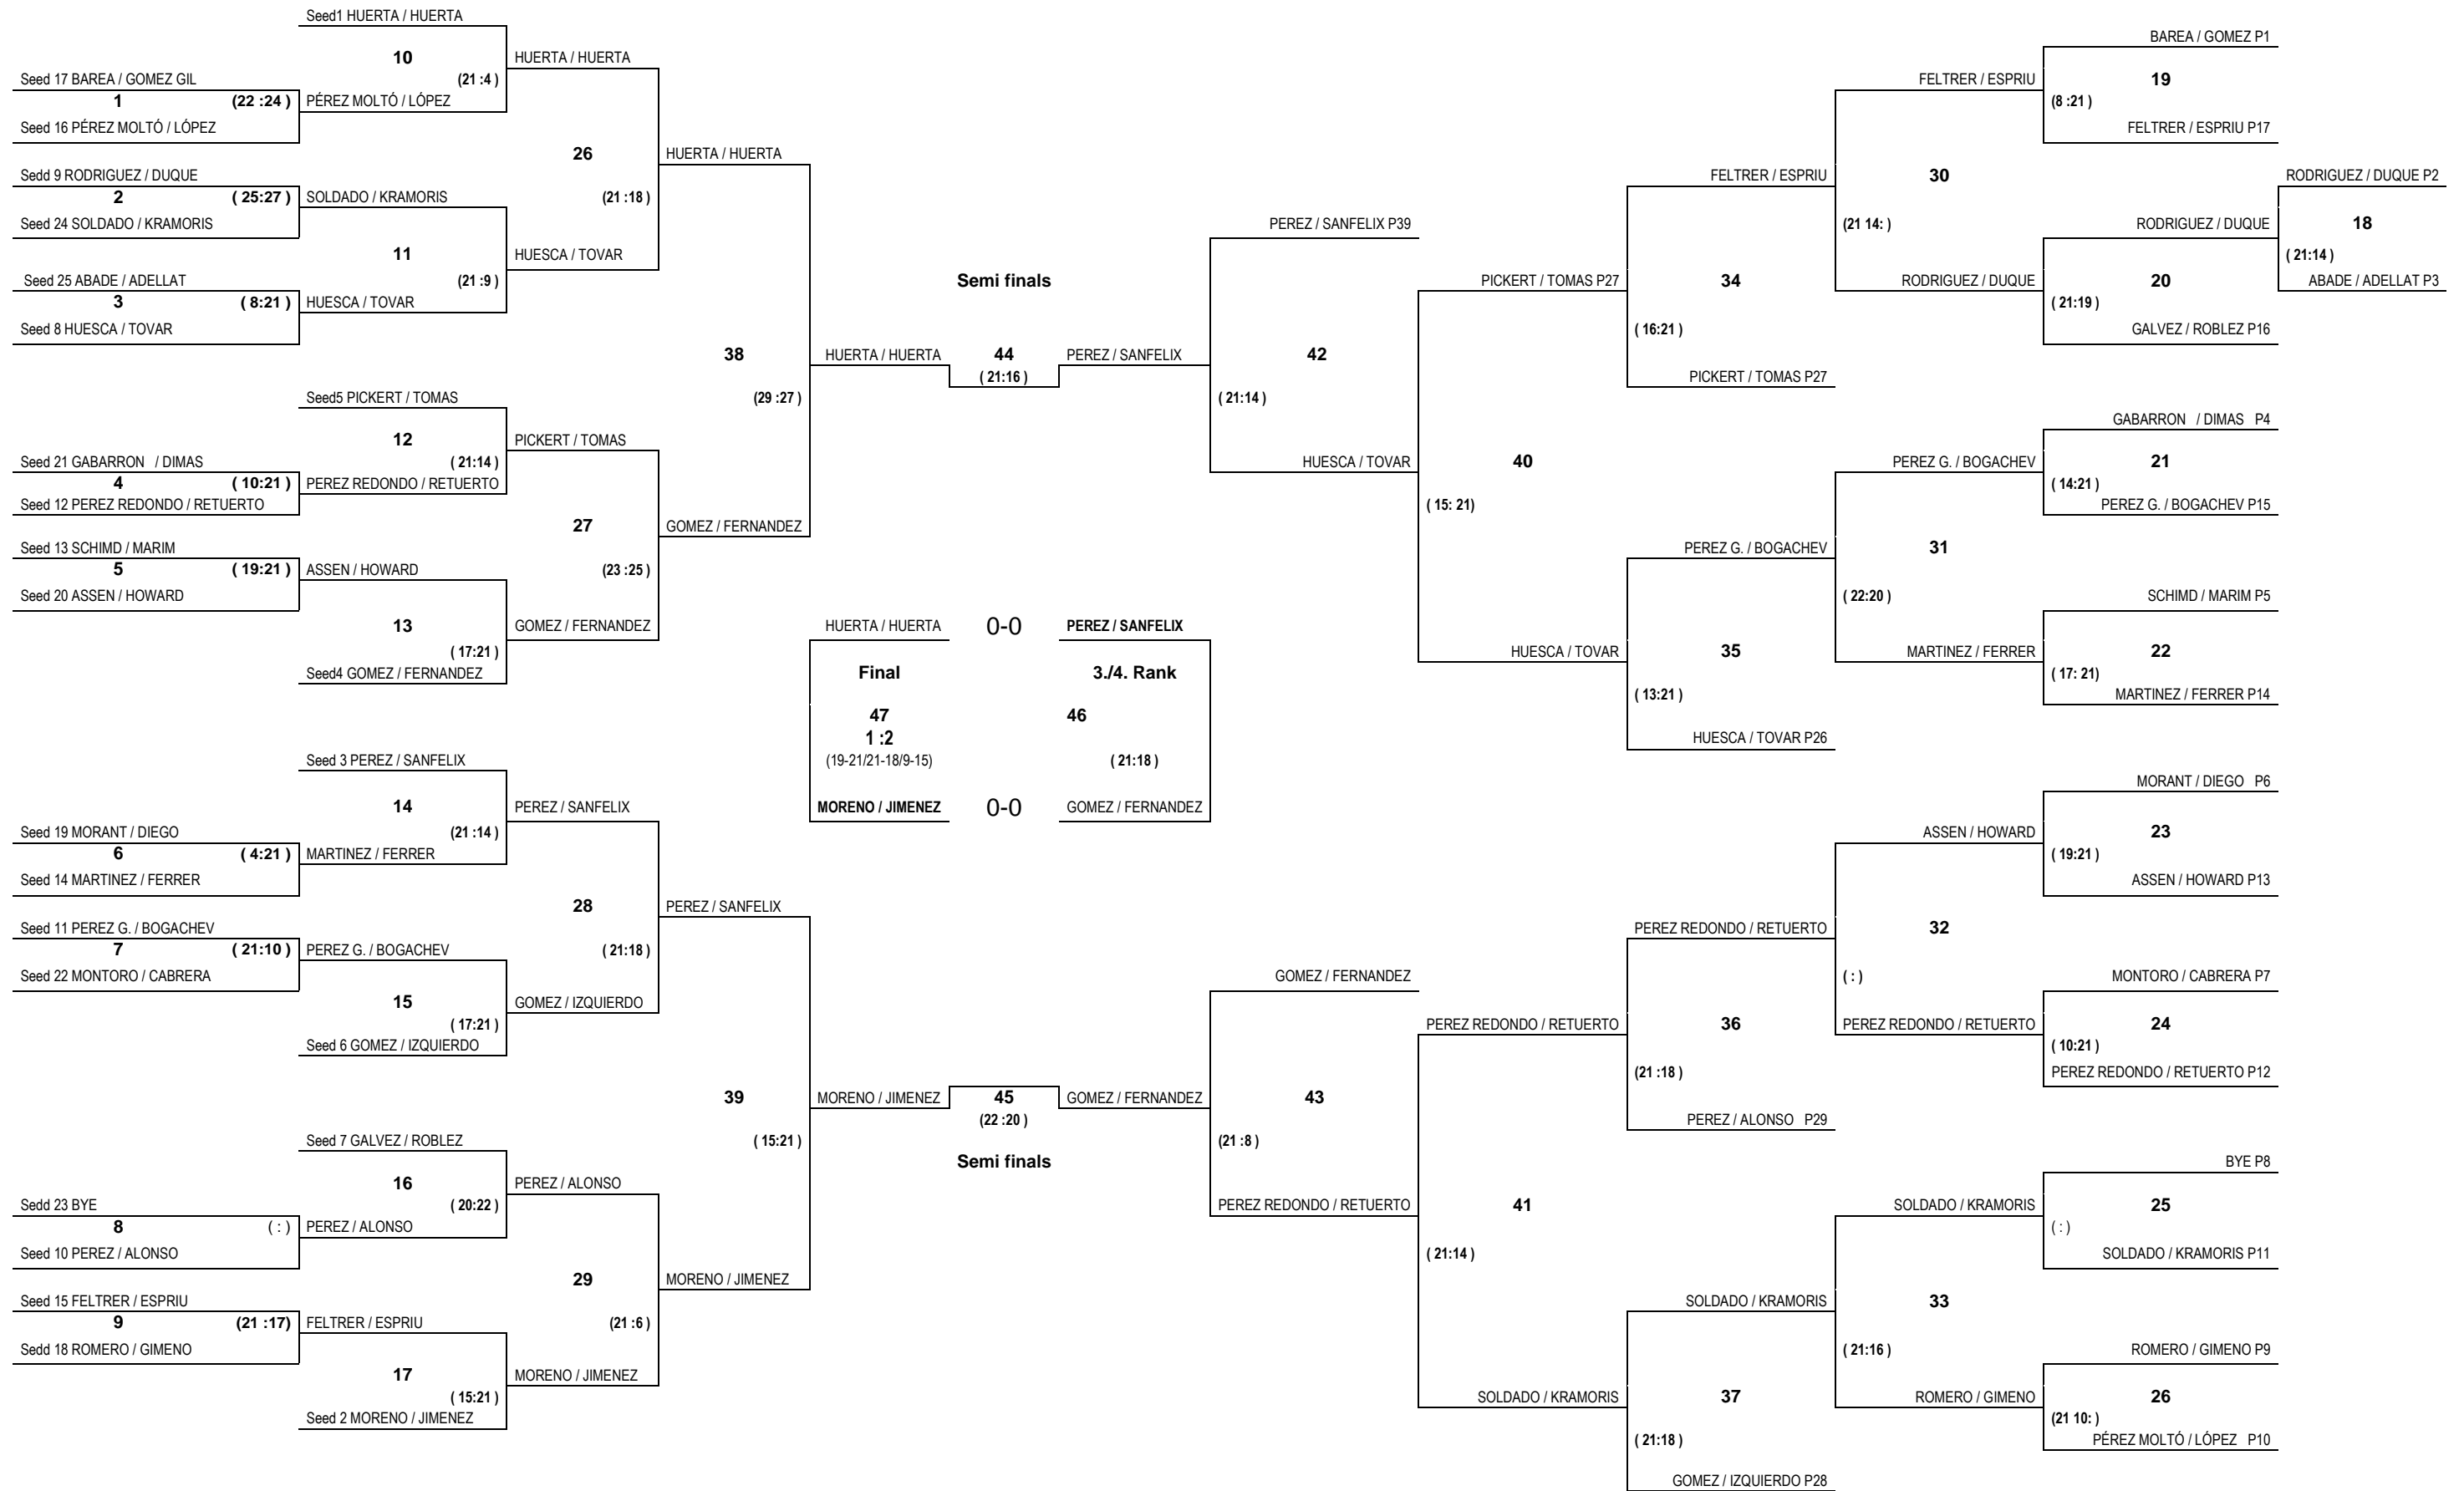 Seed1 HUERTA / HUERTA
10
HUERTA / HUERTA
Seed 17 BAREA / GOMEZ GIL
(21 :4 )
1
(22 :24 )
PÉREZ MOLTÓ / LÓPEZ
Seed 16 PÉREZ MOLTÓ / LÓPEZ
26
HUERTA / HUERTA
Sedd 9 RODRIGUEZ / DUQUE
2
( 25:27 )
SOLDADO / KRAMORIS
(21 :18 )
Seed 24 SOLDADO / KRAMORIS
11
HUESCA / TOVAR
Seed 25 ABADE / ADELLAT
(21 :9 )
3
( 8:21 )
HUESCA / TOVAR
Seed 8 HUESCA / TOVAR
38
(29 :27 )
Seed5 PICKERT / TOMAS
12
PICKERT / TOMAS
Seed 21 GABARRON / DIMAS
( 21:14 )
4
( 10:21 )
PEREZ REDONDO / RETUERTO
Seed 12 PEREZ REDONDO / RETUERTO
27
GOMEZ / FERNANDEZ
Seed 13 SCHIMD / MARIM
5
( 19:21 )
ASSEN / HOWARD
(23 :25 )
Seed 20 ASSEN / HOWARD
13
GOMEZ / FERNANDEZ
( 17:21 )
Seed4 GOMEZ / FERNANDEZ
Seed 3 PEREZ / SANFELIX
14
PEREZ / SANFELIX
Seed 19 MORANT / DIEGO
(21 :14 )
6
( 4:21 )
MARTINEZ / FERRER
Seed 14 MARTINEZ / FERRER
28
PEREZ / SANFELIX
Seed 11 PEREZ G. / BOGACHEV
7
( 21:10 )
PEREZ G. / BOGACHEV
( 21:18 )
Seed 22 MONTORO / CABRERA
15
GOMEZ / IZQUIERDO
( 17:21 )
Seed 6 GOMEZ / IZQUIERDO
39
( 15:21 )
Seed 7 GALVEZ / ROBLEZ
16
PEREZ / ALONSO
Sedd 23 BYE
( 20:22 )
8
( : )
PEREZ / ALONSO
Seed 10 PEREZ / ALONSO
29
MORENO / JIMENEZ
Seed 15 FELTRER / ESPRIU
9
(21 :17)
FELTRER / ESPRIU
(21 :6 )
Sedd 18 ROMERO / GIMENO
17
MORENO / JIMENEZ
( 15:21 )
Seed 2 MORENO / JIMENEZ
Semi finals
HUERTA / HUERTA
44
PEREZ / SANFELIX
( 21:16 )
HUERTA / HUERTA
0-0
PEREZ / SANFELIX
Final
3./4. Rank
47
46
1 :2
(19-21/21-18/9-15)
( 21:18 )
MORENO / JIMENEZ
0-0
GOMEZ / FERNANDEZ
MORENO / JIMENEZ
45
GOMEZ / FERNANDEZ
(22 :20 )
Semi finals
PEREZ / SANFELIX P39
42
( 21:14 )
HUESCA / TOVAR
PICKERT / TOMAS P27
40
( 15: 21)
HUESCA / TOVAR
FELTRER / ESPRIU
34
( 16:21 )
PICKERT / TOMAS P27
PEREZ G. / BOGACHEV
35
( 13:21 )
HUESCA / TOVAR P26
FELTRER / ESPRIU
30
(21 14: )
RODRIGUEZ / DUQUE
PEREZ G. / BOGACHEV
31
( 22:20 )
MARTINEZ / FERRER
BAREA / GOMEZ P1
19
(8 :21 )
FELTRER / ESPRIU P17
RODRIGUEZ / DUQUE P2
RODRIGUEZ / DUQUE
18
( 21:14 )
ABADE / ADELLAT P3
20
( 21:19 )
GALVEZ / ROBLEZ P16
GABARRON / DIMAS P4
21
( 14:21 )
PEREZ G. / BOGACHEV P15
SCHIMD / MARIM P5
22
( 17: 21)
MARTINEZ / FERRER P14
GOMEZ / FERNANDEZ
43
(21 :8 )
PEREZ REDONDO / RETUERTO
PEREZ REDONDO / RETUERTO
41
( 21:14 )
SOLDADO / KRAMORIS
PEREZ REDONDO / RETUERTO
36
(21 :18 )
PEREZ / ALONSO P29
SOLDADO / KRAMORIS
37
( 21:18 )
GOMEZ / IZQUIERDO P28
ASSEN / HOWARD
32
( : )
PEREZ REDONDO / RETUERTO
SOLDADO / KRAMORIS
33
( 21:16 )
ROMERO / GIMENO
MORANT / DIEGO P6
23
( 19:21 )
ASSEN / HOWARD P13
MONTORO / CABRERA P7
24
( 10:21 )
PEREZ REDONDO / RETUERTO P12
BYE P8
25
( : )
SOLDADO / KRAMORIS P11
ROMERO / GIMENO P9
26
(21 10: )
PÉREZ MOLTÓ / LÓPEZ P10